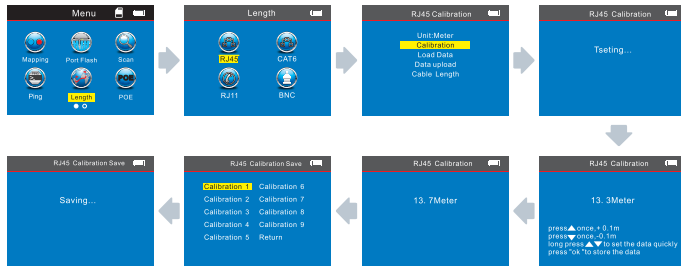 Menu
Mapping Port Flash Scan
Ping Length POE
POE
Length
RJ45 CAT6
RJ11 BNC
RJ45 Calibration
Unit:Meter
Calibration
Load Data
Data upload
Cable Length
RJ45 Calibration
Tseting...
RJ45 Calibration
13. 3Meter
press▲once,+ 0.1m
press▼once,-0.1m
long press▲▼to set the data quickly
press "ok"to store the data
RJ45 Calibration
13. 7Meter
RJ45 Calibration Save
Calibration 1 Calibration 6
Calibration 2 Calibration 7
Calibration 3 Calibration 8
Calibration 4 Calibration 9
Calibration 5 Return
RJ45 Calibration Save
Saving...